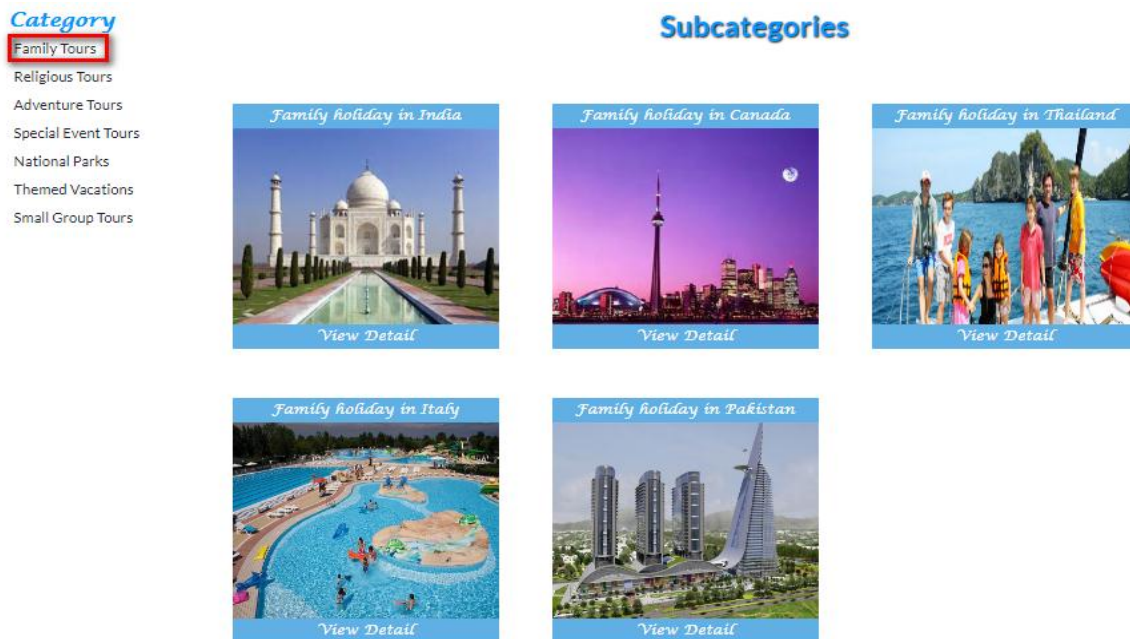 Category
Subcategories
Family Tours
Religious Tours
Adventure Tours
Special Event Tours
National Parks
Themed Vacations
Small Group Tours
Family holiday in India
View Detail
Family holiday in Canada
View Detail
Family holiday in Thailand
View Detail
Family holiday in Italy
View Detail
Family holiday in Pakistan
View Detail